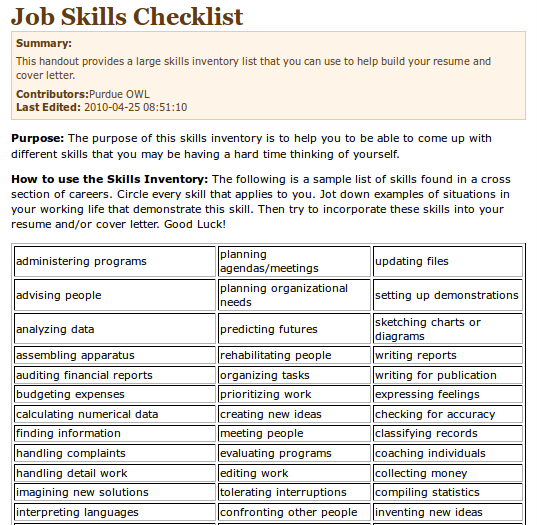 Job Skills Checklist
Summary:
This handout provides a large skills inventory list that you can use to help build your resume and
cover letter.
Contributors:Purdue OWL
Last Edited: 2010-04-25 08:51:10
Purpose: The purpose of this skills inventory is to help you to be able to come up with
different skills that you may be having a hard time thinking of yourself.
How to use the Skills Inventory: The following is a sample list of skills found in a cross
section of careers. Circle every skill that applies to you. Jot down examples of situations in
your working life that demonstrate this skill. Then try to incorporate these skills into your
resume and/or cover letter. Good Luck!
administering programs
planning
agendas/meetings
updating files
advising people
planning organizational
needs
setting up demonstrations
analyzing data
predicting futures
sketching charts or
diagrams
assembling apparatus
rehabilitating people
writing reports
auditing financial reports
organizing tasks
writing for publication
budgeting expenses
prioritizing work
expressing feelings
calculating numerical data
creating new ideas
checking for accuracy
finding information
meeting people
classifying records
handling complaints
evaluating programs
coaching individuals
handling detail work
editing work
collecting money
imagining new solutions
tolerating interruptions
compiling statistics
interpreting languages
confronting other people
inventing new ideas